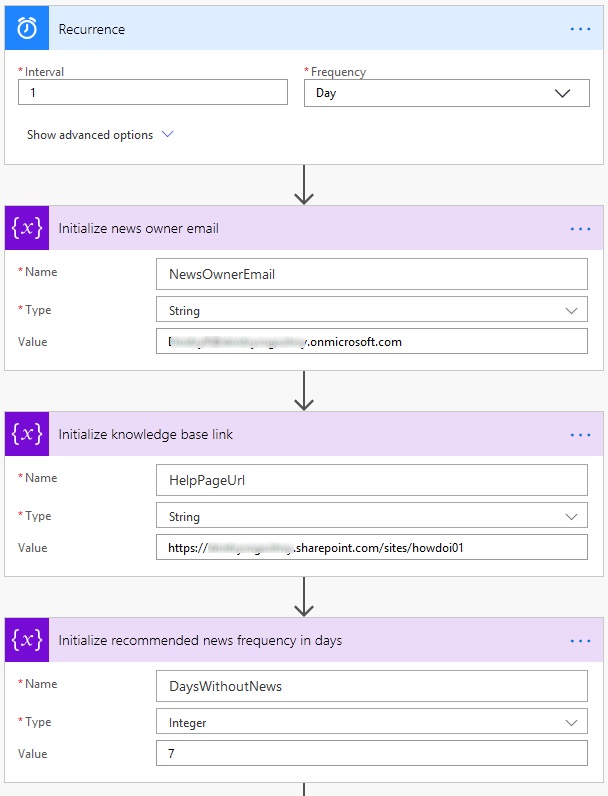 Recurrence
* Interval
* Frequency
1
Day
Show advanced options
{x} Initialize news owner email
* Name
NewsOwnerEmail
* Type
String
Value
.onmicrosoft.com
{x} Initialize knowledge base link
* Name
HelpPageUrl
* Type
String
Value
https:// .sharepoint.com/sites/howdoi01
{x} Initialize recommended news frequency in days
* Name
DaysWithoutNews
* Type
Integer
Value
7